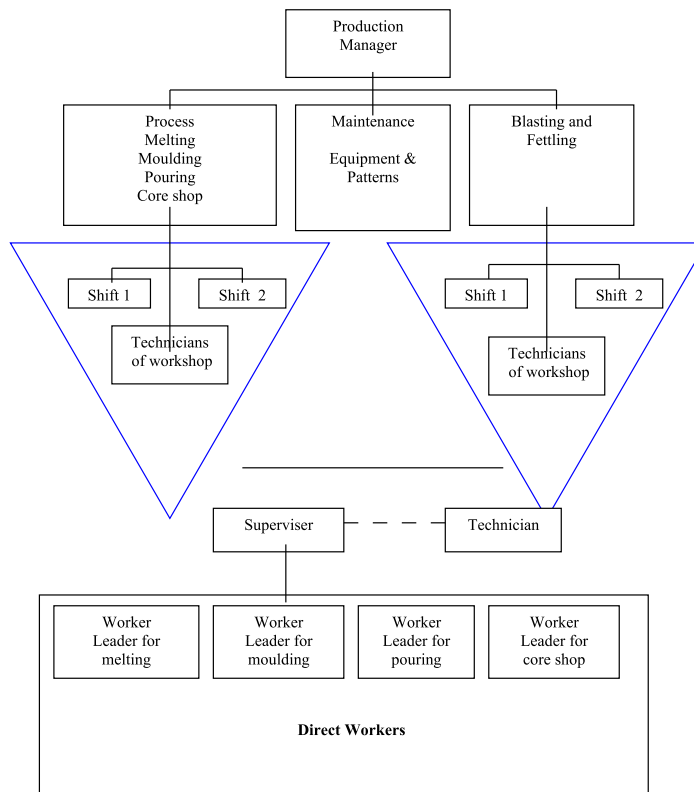 Production
Manager
Process
Melting
Moulding
Pouring
Core shop
Maintenance
Equipment &
Patterns
Blasting and
Fettling
Shift 1
Shift 2
Technicians
of workshop
Shift 1
Shift 2
Technicians
of workshop
Superviser
Technician
Worker
Leader for
melting
Worker
Leader for
moulding
Worker
Leader for
pouring
Worker
Leader for
core shop
Direct Workers